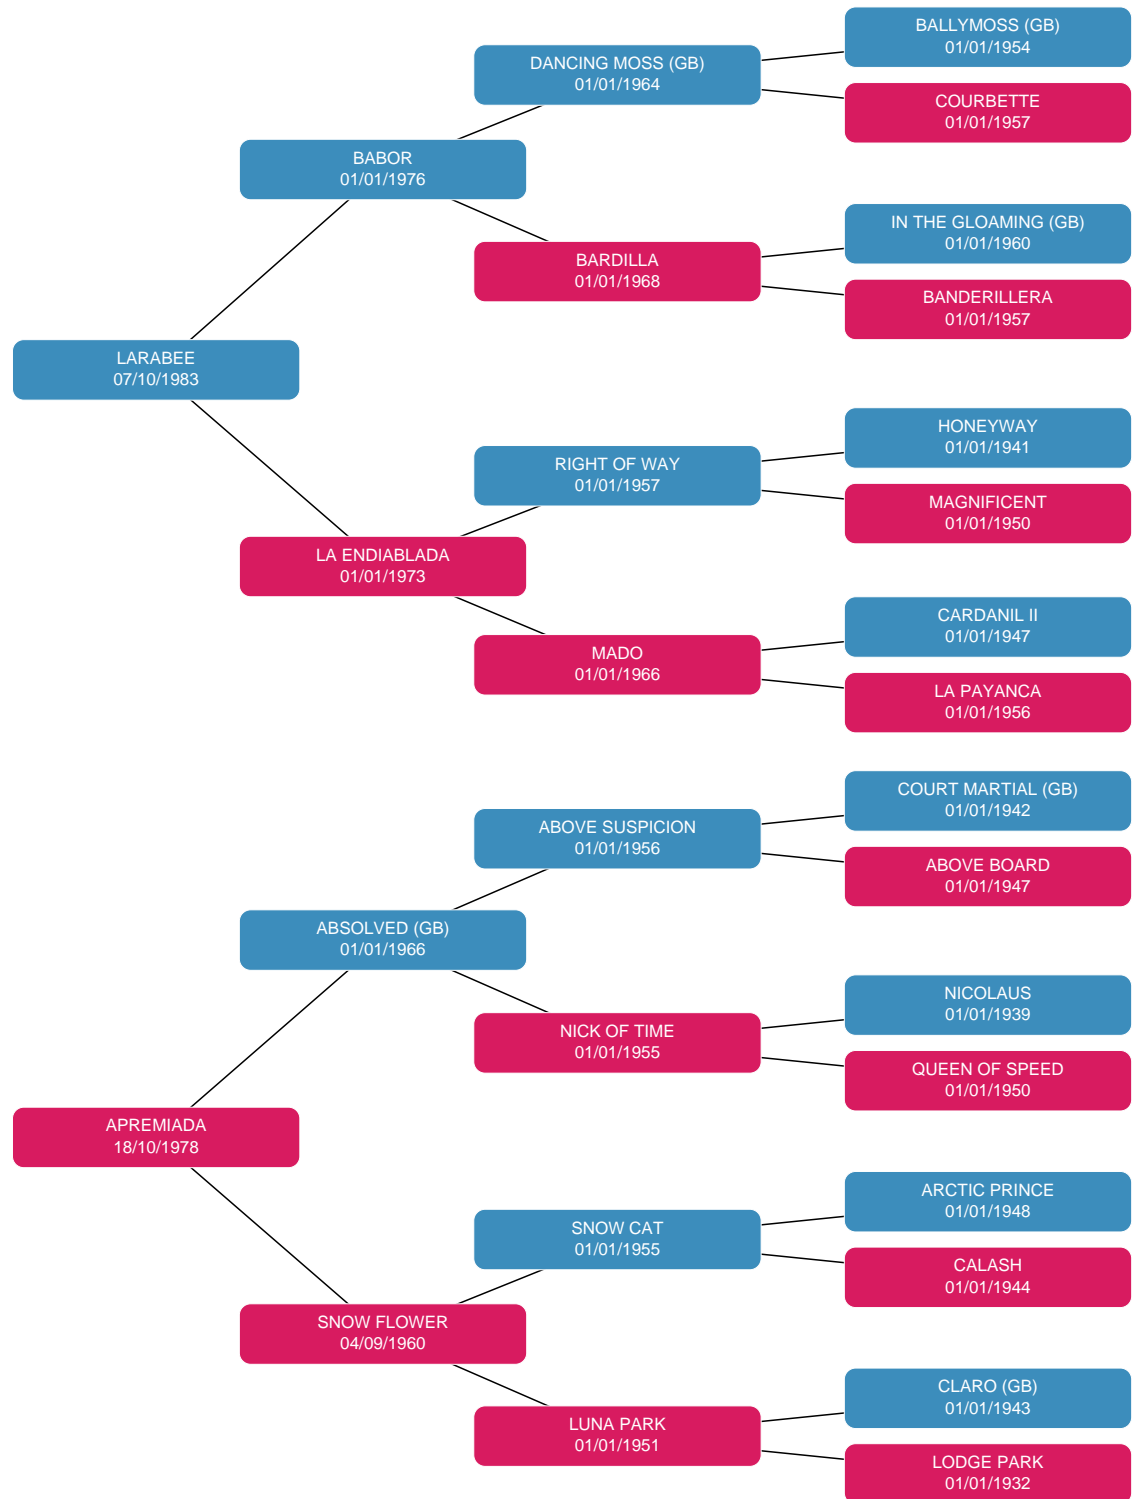 BALLYMOSS (GB)
01/01/1954
DANCING MOSS (GB)
01/01/1964
COURBETTE
01/01/1957
BABOR
01/01/1976
IN THE GLOAMING (GB)
01/01/1960
BARDILLA
01/01/1968
BANDERILLERA
01/01/1957
LARABEE
07/10/1983
HONEYWAY
01/01/1941
RIGHT OF WAY
01/01/1957
MAGNIFICENT
01/01/1950
LA ENDIABLADA
01/01/1973
CARDANIL II
01/01/1947
MADO
01/01/1966
LA PAYANCA
01/01/1956
COURT MARTIAL (GB)
01/01/1942
ABOVE SUSPICION
01/01/1956
ABOVE BOARD
01/01/1947
ABSOLVED (GB)
01/01/1966
NICOLAUS
01/01/1939
NICK OF TIME
01/01/1955
QUEEN OF SPEED
01/01/1950
APREMIADA
18/10/1978
ARCTIC PRINCE
01/01/1948
SNOW CAT
01/01/1955
CALASH
01/01/1944
SNOW FLOWER
04/09/1960
CLARO (GB)
01/01/1943
LUNA PARK
01/01/1951
LODGE PARK
01/01/1932